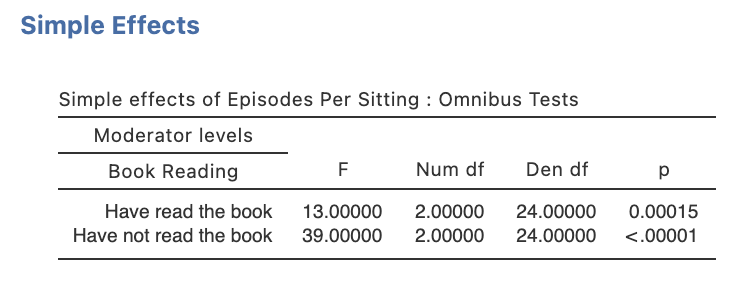 Simple Effects
Simple effects of Episodes Per Sitting : Omnibus Tests
Moderator levels
Book Reading F Num df Den df p
Have read the book 13.00000 2.00000 24.00000 0.00015
Have not read the book 39.00000 2.00000 24.00000 <.00001